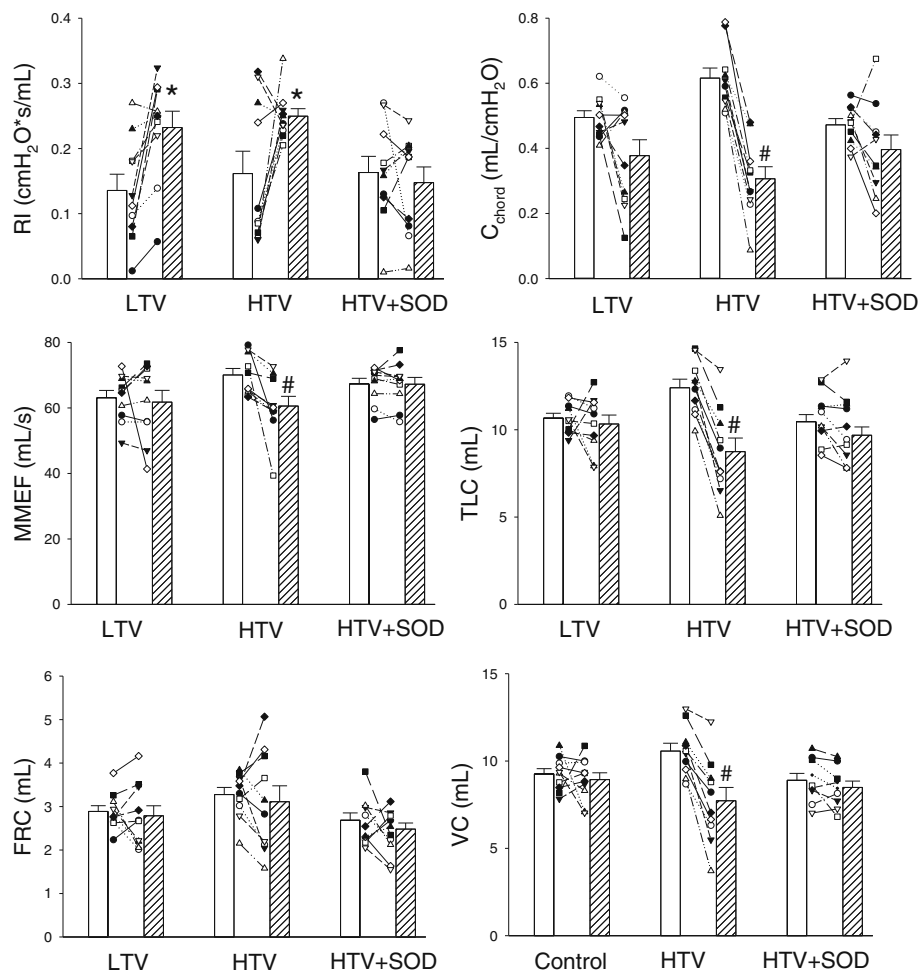 RI (cmH2O*s/mL)
0.4
0.3
0.2
0.1
0.0
*
*
LTV
HTV
HTV+SOD
Cchord (mL/cmH2O)
0.8
0.6
0.4
0.2
0.0
#
LTV
HTV
HTV+SOD
MMEF (mL/s)
80
60
40
20
0
#
LTV
HTV
HTV+SOD
TLC (mL)
15
10
5
0
#
LTV
HTV
HTV+SOD
FRC (mL)
6
5
4
3
2
1
0
LTV
HTV
HTV+SOD
VC (mL)
15
10
5
0
#
Control
HTV
HTV+SOD